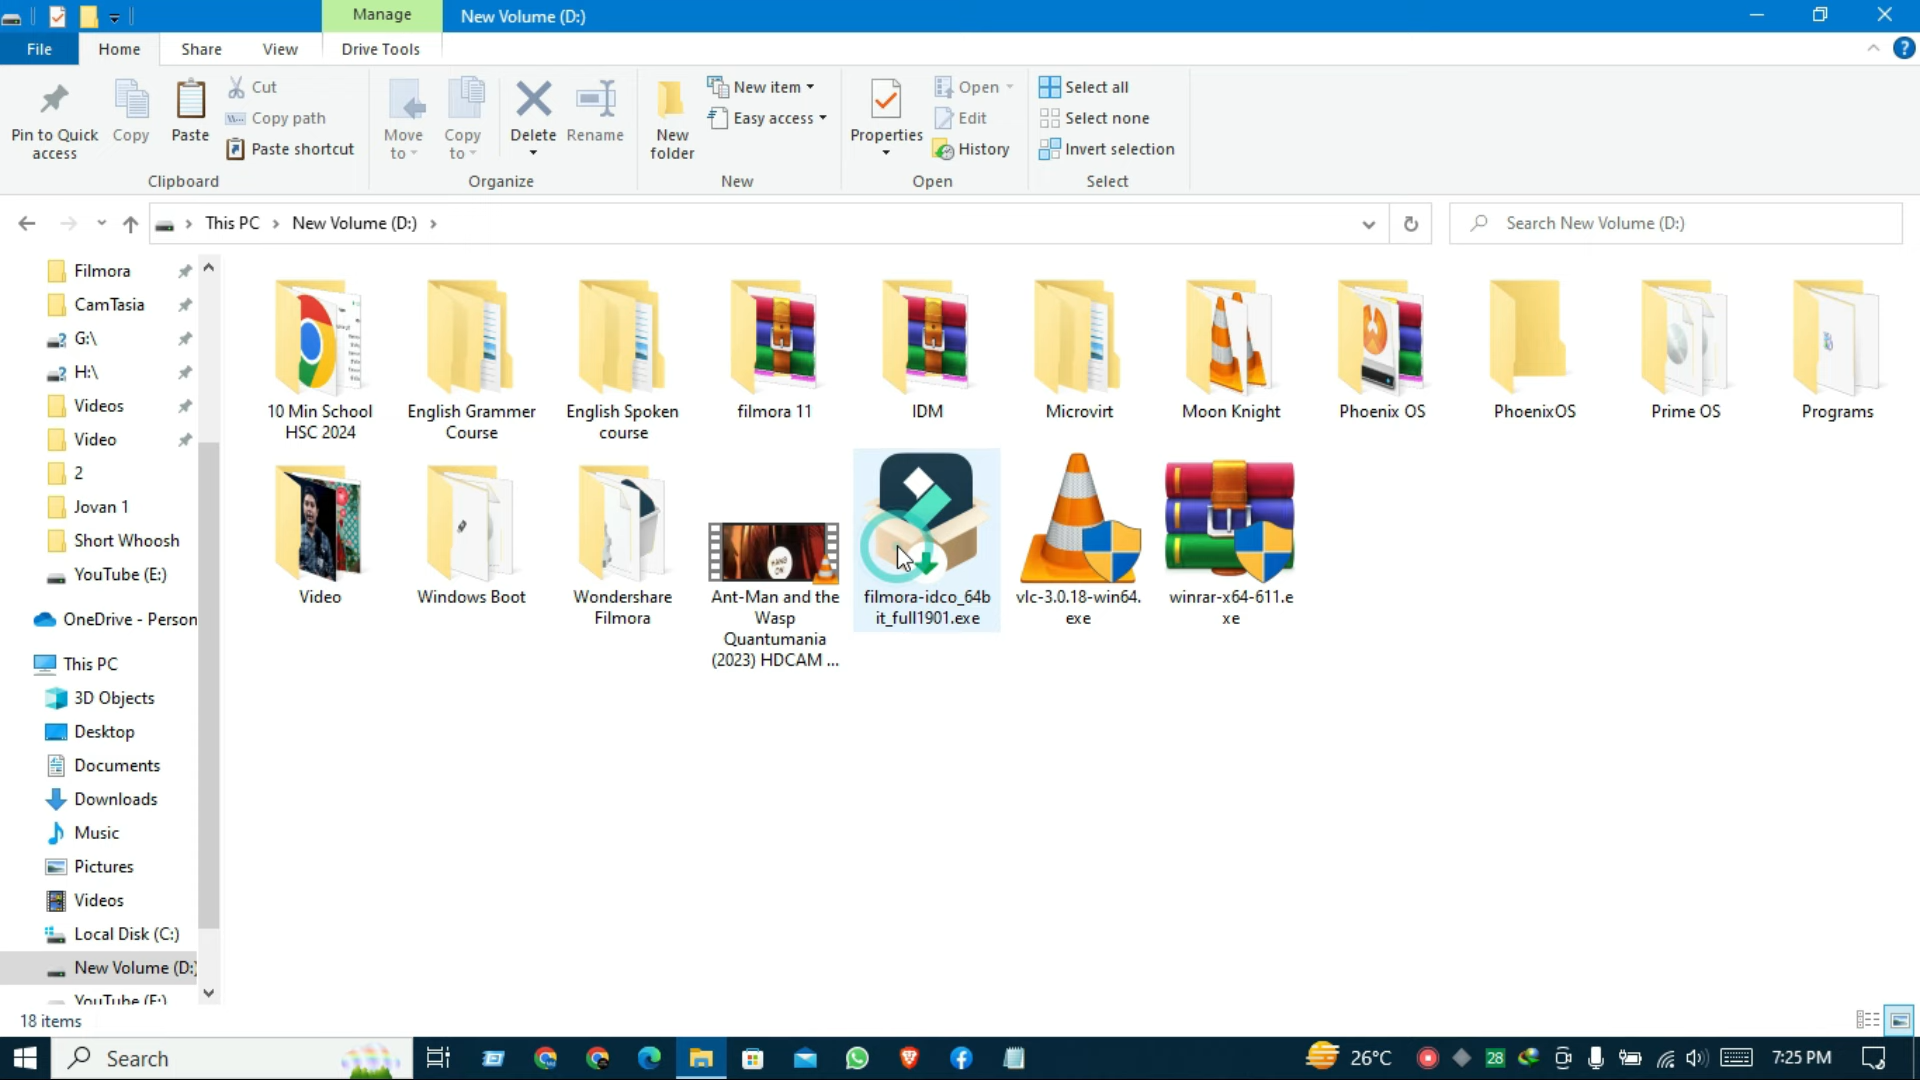 Manage
New Volume (D:)
File
Home
Share
View
Drive Tools
Pin to Quick
access
Copy
Paste
Cut
Copy path
Paste shortcut
Clipboard
Move
to
Copy
to
Delete
Rename
Organize
New
folder
New item
Easy access
New
Properties
Open
Edit
History
Open
Select all
Select none
Invert selection
Select
This PC
New Volume (D:)
Search New Volume (D:)
Filmora
CamTasia
G:\
H:\
Videos
Video
2
Jovan 1
Short Whoosh
YouTube (E:)
OneDrive - Person
This PC
3D Objects
Desktop
Documents
Downloads
Music
Pictures
Videos
Local Disk (C:)
New Volume (D:)
YouTube (E:)
10 Min School
HSC 2024
English Grammer
Course
English Spoken
course
filmora 11
IDM
Microvirt
Moon Knight
Phoenix OS
PhoenixOS
Prime OS
Programs
Video
Windows Boot
Wondershare
Filmora
HANG
ON
Ant-Man and the
Wasp
Quantumania
(2023) HDCAM ...
filmora-idco_64b
it_full1901.exe
vlc-3.0.18-win64.
exe
winrar-x64-611.e
xe
18 items
Search
26°C
28
7:25 PM